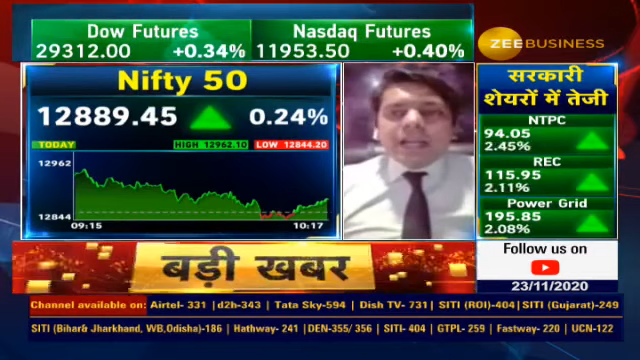 Dow Futures
29312.00 +0.34%
Nasdaq Futures
11953.50 +0.40%
ZEE BUSINESS
Nifty 50
12889.45 0.24%
TODAY HIGH 12962.10 LOW 12844.20
12962
12844
09:15 10:17
सरकारी
शेयरों में तेजी
NTPC
94.05
2.45%
REC
115.95
2.11%
Power Grid
195.85
2.08%
बड़ी खबर
Follow us on
23/11/2020
Channel available on: Airtel- 331 |d2h-343 | Tata Sky-594 | Dish TV- 731| SITI (ROI)-404| SITI (Gujarat)-249
SITI (Bihar& Jharkhand, WB,Odisha)-186 | Hathway- 241 |DEN-355/ 356 | SITI- 404 | GTPL- 259 | Fastway- 220 | UCN-122